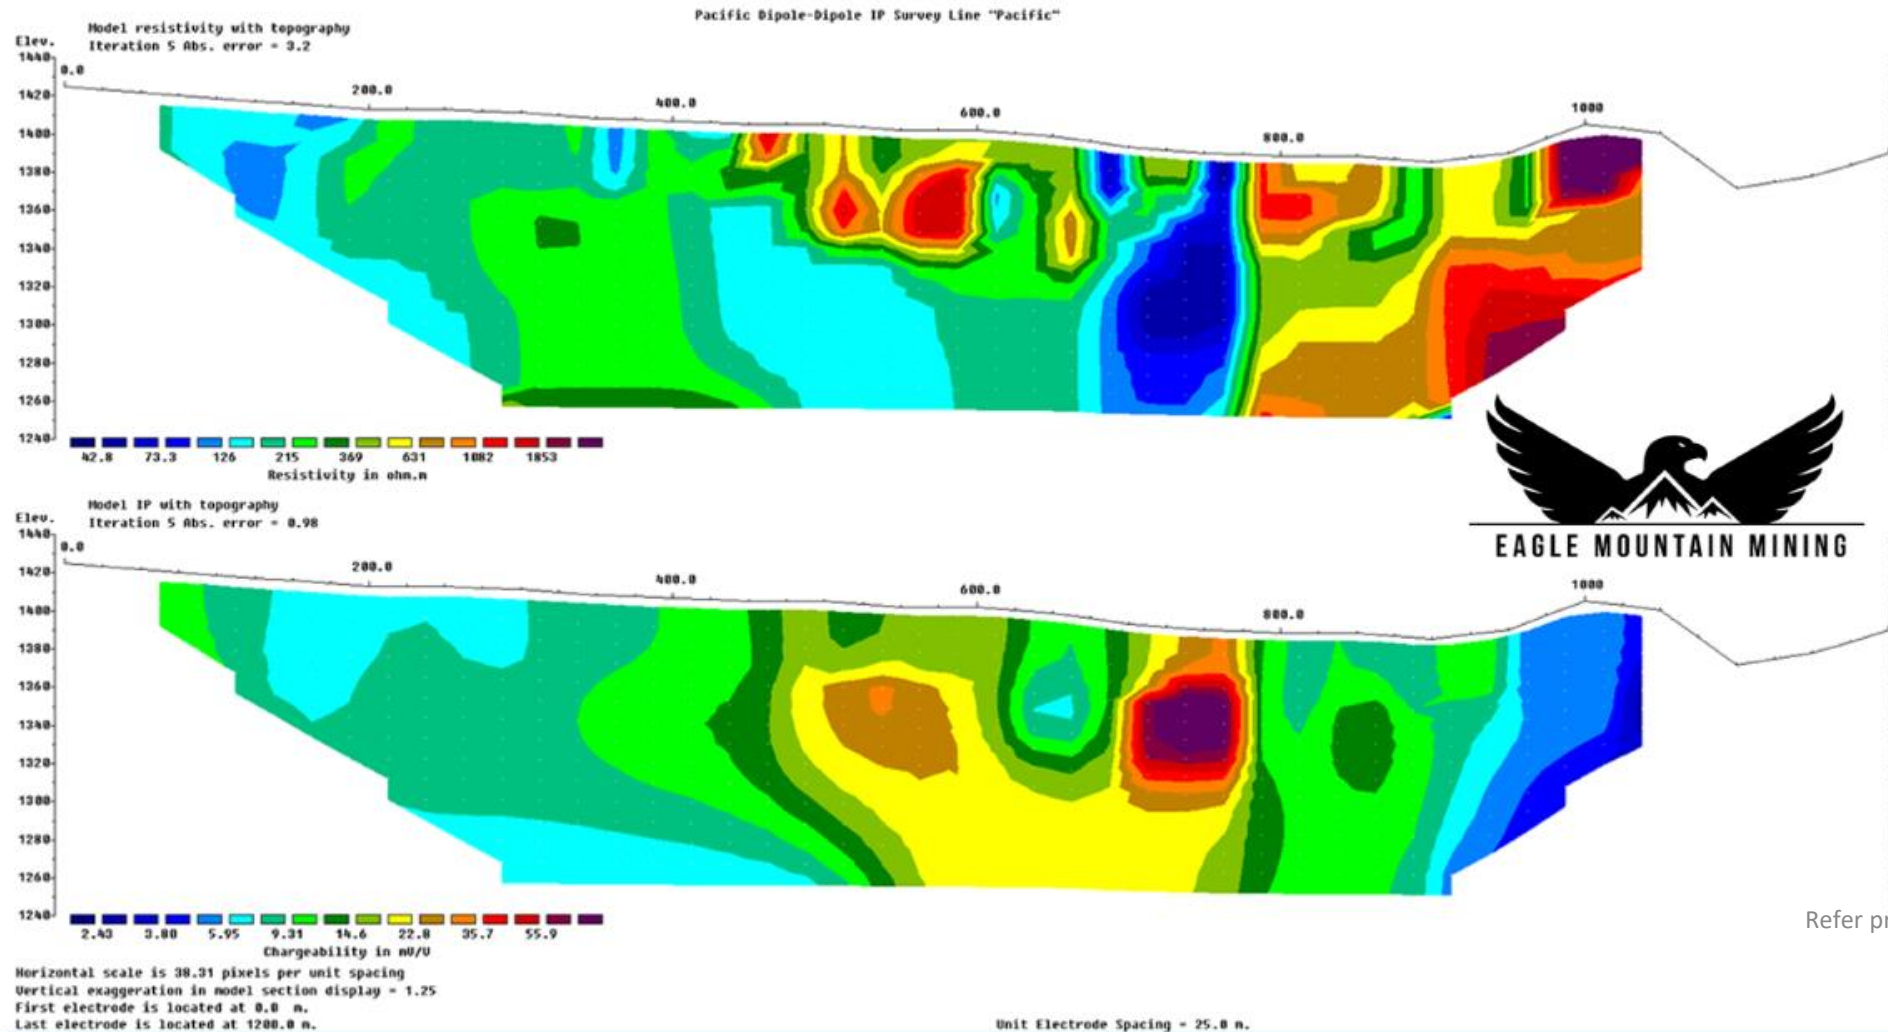 Pacific Dipole-Dipole IP Survey Line "Pacific"
Model resistivity with topography
Iteration 5 Abs. error = 3.2
Elev.
1440
1420
1400
1380
1360
1340
1320
1300
1280
1260
1240
0.0
200.0
400.0
600.0
800.0
1000
42.8 73.3 126 215 369 631 1082 1853
Resistivity in ohm.m
EAGLE MOUNTAIN MINING
Model IP with topography
Iteration 5 Abs. error = 0.98
Elev.
1440
1420
1400
1380
1360
1340
1320
1300
1280
1260
1240
0.0
200.0
400.0
600.0
800.0
1000
2.43 3.80 5.95 9.31 14.6 22.8 35.7 55.9
Chargeability in mV/V
Refer pr
Horizontal scale is 38.31 pixels per unit spacing
Vertical exaggeration in model section display = 1.25
First electrode is located at 0.0 m.
Last electrode is located at 1200.0 m.
Unit Electrode Spacing = 25.0 m.